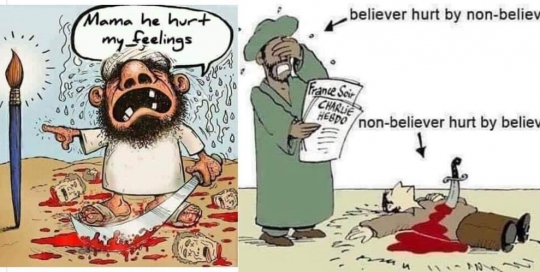 Mama he hurt
my feelings
believer hurt by non-believ
France Soir
CHARLIE
HEBDO
non-believer hurt by believ